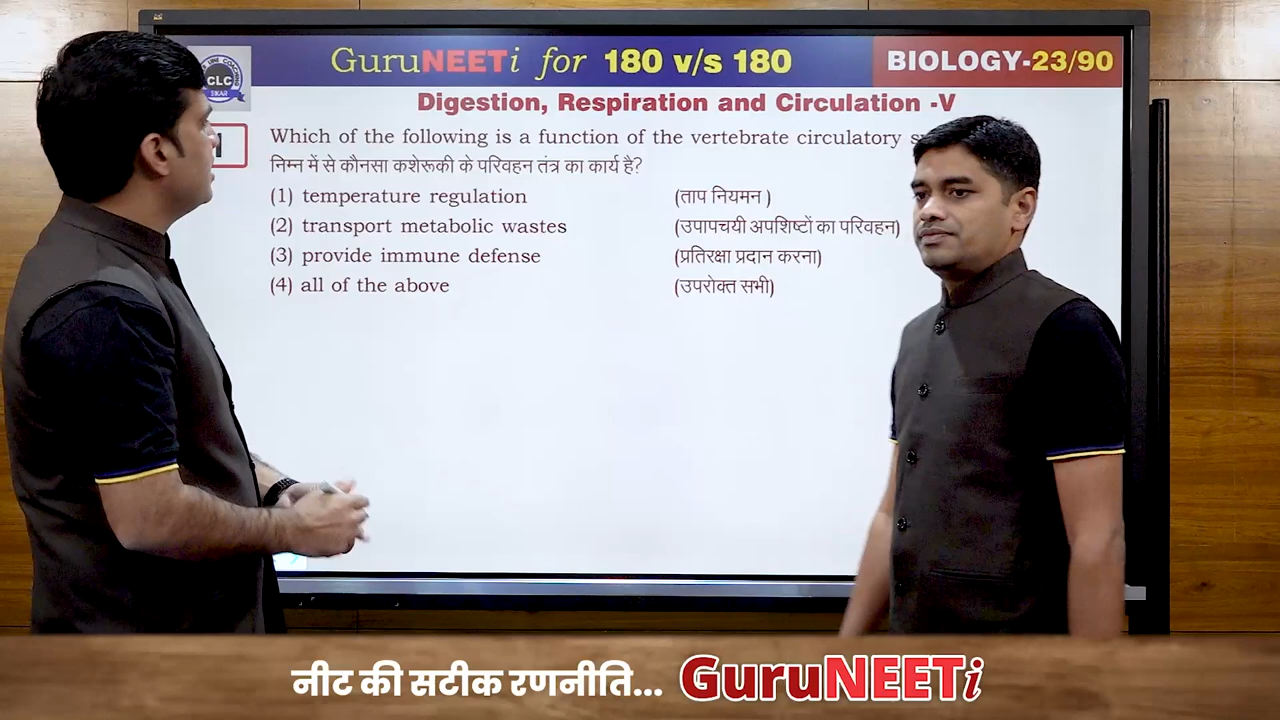 GuruNEETi for 180 v/s 180
BIOLOGY-23/90
CLC
SIKAR
Digestion, Respiration and Circulation -V
Which of the following is a function of the vertebrate circulatory
निम्न में से कौनसा कशेरूकी के परिवहन तंत्र का कार्य है?
(1) temperature regulation (ताप नियमन )
(2) transport metabolic wastes (उपापचयी अपशिष्टों का परिवहन)
(3) provide immune defense (प्रतिरक्षा प्रदान करना)
(4) all of the above (उपरोक्त सभी)
नीट की सटीक रणनीति... GuruNEETi